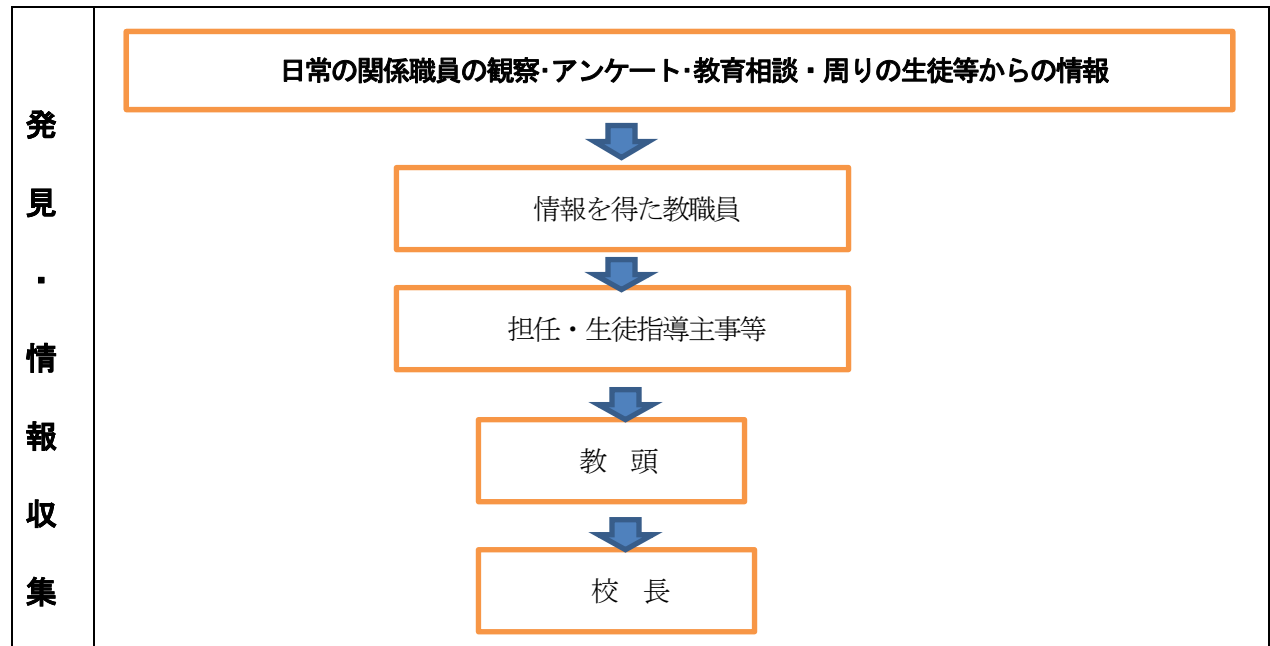 発見・情報収集
日常の関係職員の観察･アンケート･教育相談・周りの生徒等からの情報
情報を得た教職員
担任・生徒指導主事等
教　頭
校　長